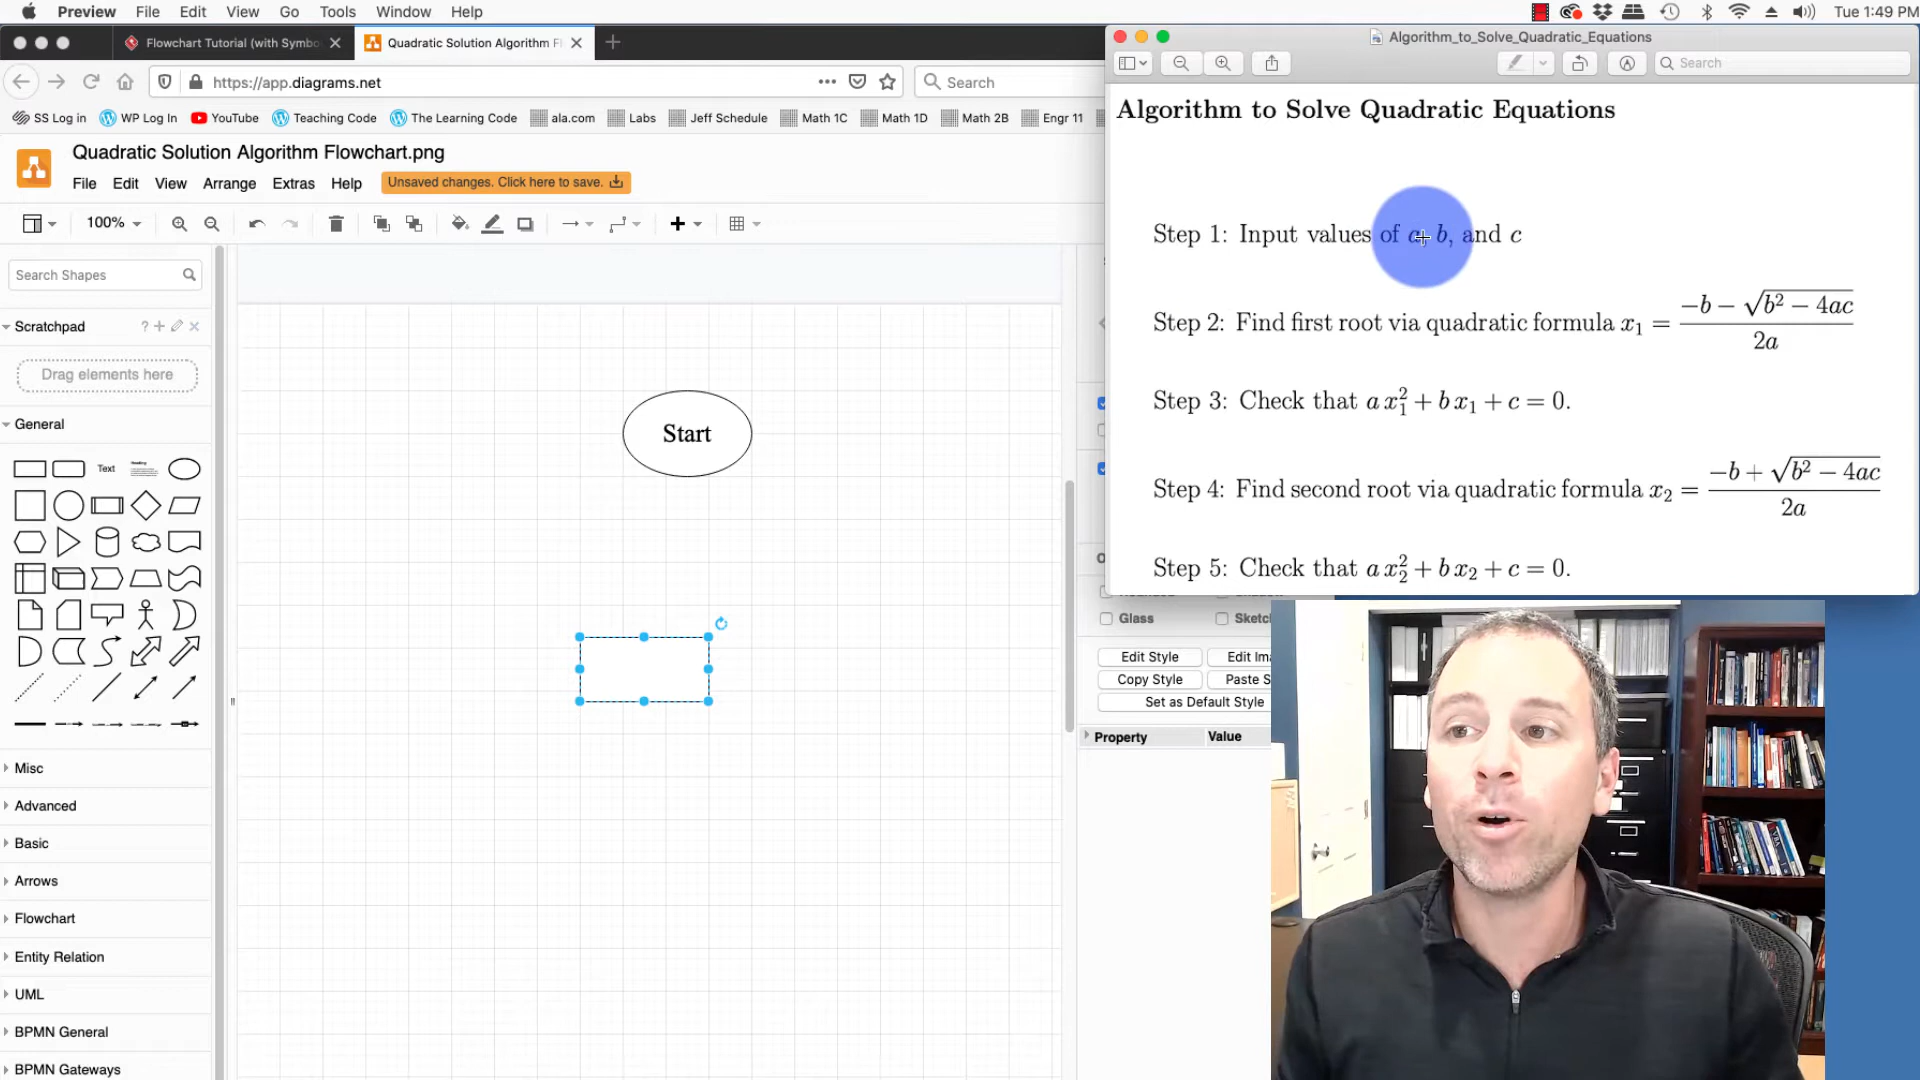 Preview File Edit View Go Tools Window Help
Tue 1:49 PM
Flowchart Tutorial (with Symbo
Quadratic Solution Algorithm Fl
https://app.diagrams.net
Search
SS Log in WP Log In YouTube Teaching Code The Learning Code ala.com Labs Jeff Schedule Math 1C Math 1D Math 2B Engr 11
Quadratic Solution Algorithm Flowchart.png
File Edit View Arrange Extras Help
Unsaved changes. Click here to save.
100%
Search Shapes
Scratchpad
?
Drag elements here
General
Text
Heading
Misc
Advanced
Basic
Arrows
Flowchart
Entity Relation
UML
BPMN General
BPMN Gateways
Start
Algorithm_to_Solve_Quadratic_Equations
Search
Algorithm to Solve Quadratic Equations
Step 1: Input values of a, b, and c
Step 2: Find first root via quadratic formula x₁ = (−b − √(b² − 4ac)) / 2a
Step 3: Check that a x₁² + b x₁ + c = 0.
Step 4: Find second root via quadratic formula x₂ = (−b + √(b² − 4ac)) / 2a
Step 5: Check that a x₂² + b x₂ + c = 0.
Glass
Edit Style
Copy Style
Set as Default Style
Property Value